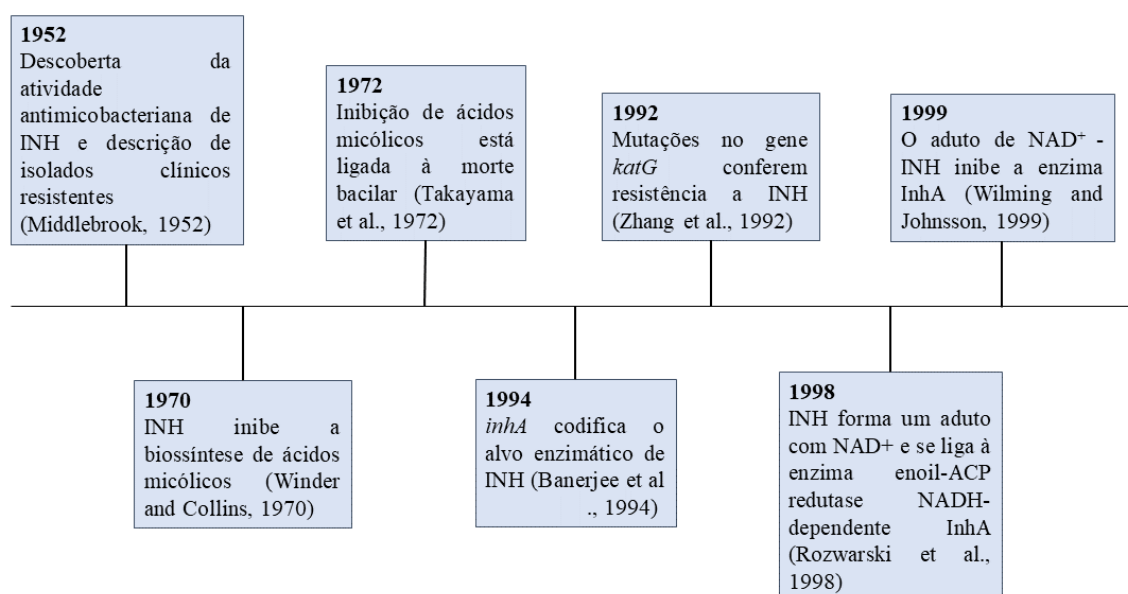 1952
Descoberta da
atividade
antimicobacteriana de
INH e descrição de
isolados clínicos
resistentes
(Middlebrook, 1952)
1970
INH inibe a
biossíntese de ácidos
micólicos (Winder
and Collins, 1970)
1972
Inibição de ácidos
micólicos está
ligada à morte
bacilar (Takayama
et al., 1972)
1994
inhA codifica o
alvo enzimático de
INH (Banerjee et al
., 1994)
1992
Mutações no gene
katG conferem
resistência a INH
(Zhang et al., 1992)
1998
INH forma um aduto
com NAD+ e se liga à
enzima enoil-ACP
redutase NADH-
dependente InhA
(Rozwarski et al.,
1998)
1999
O aduto de NAD⁺ -
INH inibe a enzima
InhA (Wilming and
Johnsson, 1999)